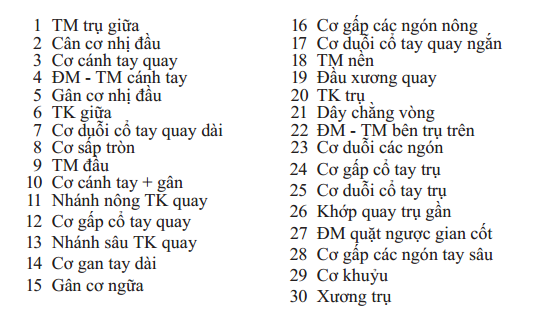 1 TM trụ giữa
2 Cân cơ nhị đầu
3 Cơ cánh tay quay
4 ĐM - TM cánh tay
5 Gân cơ nhị đầu
6 TK giữa
7 Cơ duỗi cổ tay quay dài
8 Cơ sấp tròn
9 TM đầu
10 Cơ cánh tay + gân
11 Nhánh nông TK quay
12 Cơ gấp cổ tay quay
13 Nhánh sâu TK quay
14 Cơ gan tay dài
15 Gân cơ ngữa
16 Cơ gấp các ngón nông
17 Cơ duỗi cổ tay quay ngắn
18 TM nền
19 Đầu xương quay
20 TK trụ
21 Dây chằng vòng
22 ĐM - TM bên trụ trên
23 Cơ duỗi các ngón
24 Cơ gấp cổ tay trụ
25 Cơ duỗi cổ tay trụ
26 Khớp quay trụ gần
27 ĐM quặt ngược gian cốt
28 Cơ gấp các ngón tay sâu
29 Cơ khuỷu
30 Xương trụ